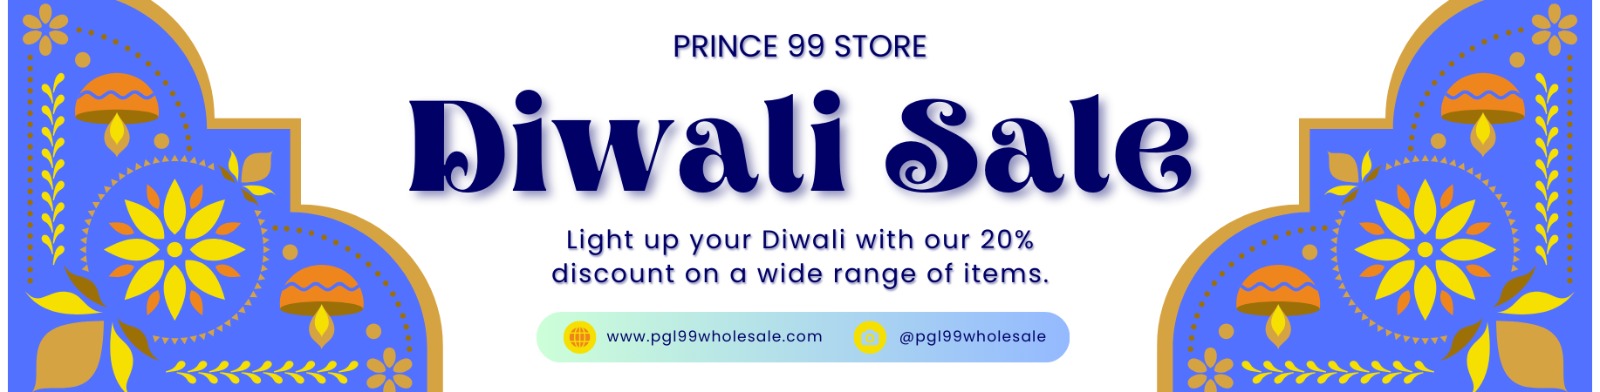 PRINCE 99 STORE
Diwali Sale
Light up your Diwali with our 20%
discount on a wide range of items.
www.pgl99wholesale.com @pgl99wholesale